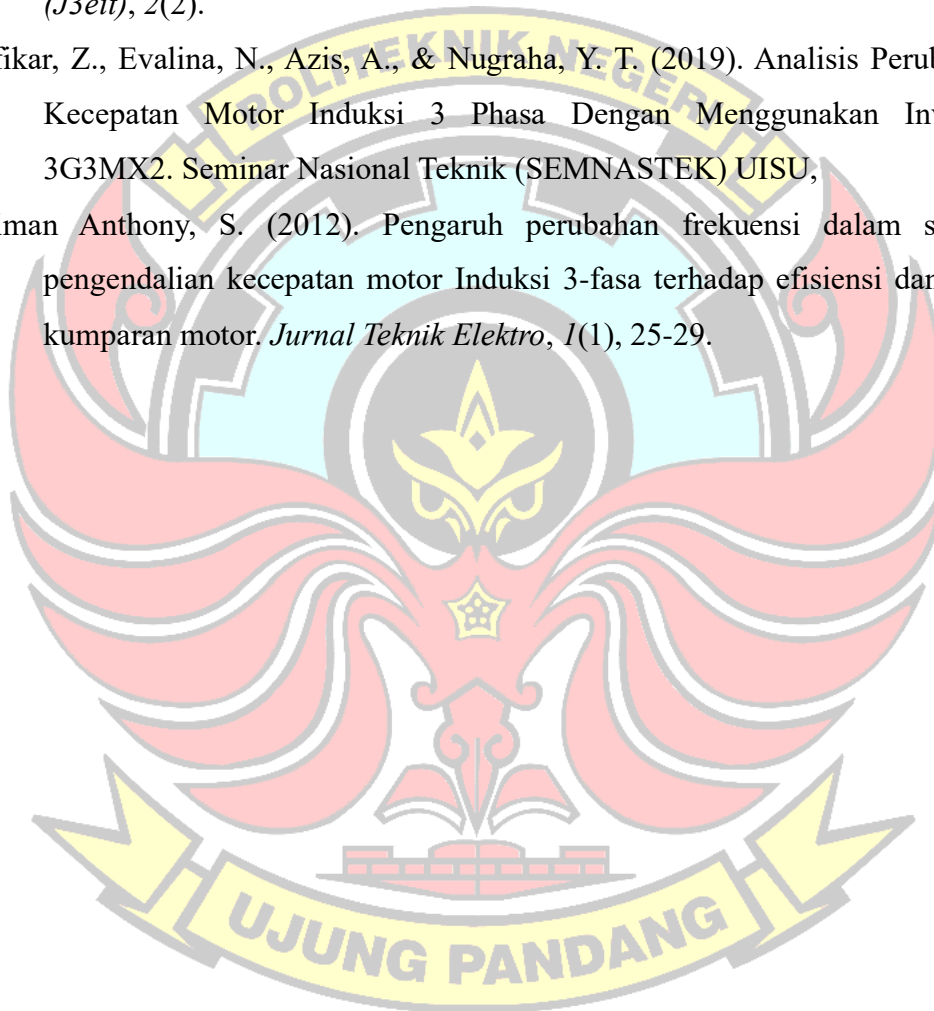 (J3eit), 2(2).
fikar, Z., Evalina, N., Azis, A., & Nugraha, Y. T. (2019). Analisis Perub
Kecepatan Motor Induksi 3 Phasa Dengan Menggunakan Inv
3G3MX2. Seminar Nasional Teknik (SEMNASTEK) UISU,
man Anthony, S. (2012). Pengaruh perubahan frekuensi dalam s
pengendalian kecepatan motor Induksi 3-fasa terhadap efisiensi dan
kumparan motor. Jurnal Teknik Elektro, 1(1), 25-29.
POLITEKNIK NEGERI
UJUNG PANDANG